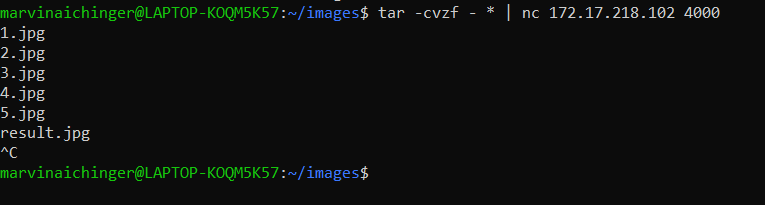 marvinaichinger@LAPTOP-KOQM5K57:~/images$ tar -cvzf - * | nc 172.17.218.102 4000
1.jpg
2.jpg
3.jpg
4.jpg
5.jpg
result.jpg
^C
marvinaichinger@LAPTOP-KOQM5K57:~/images$